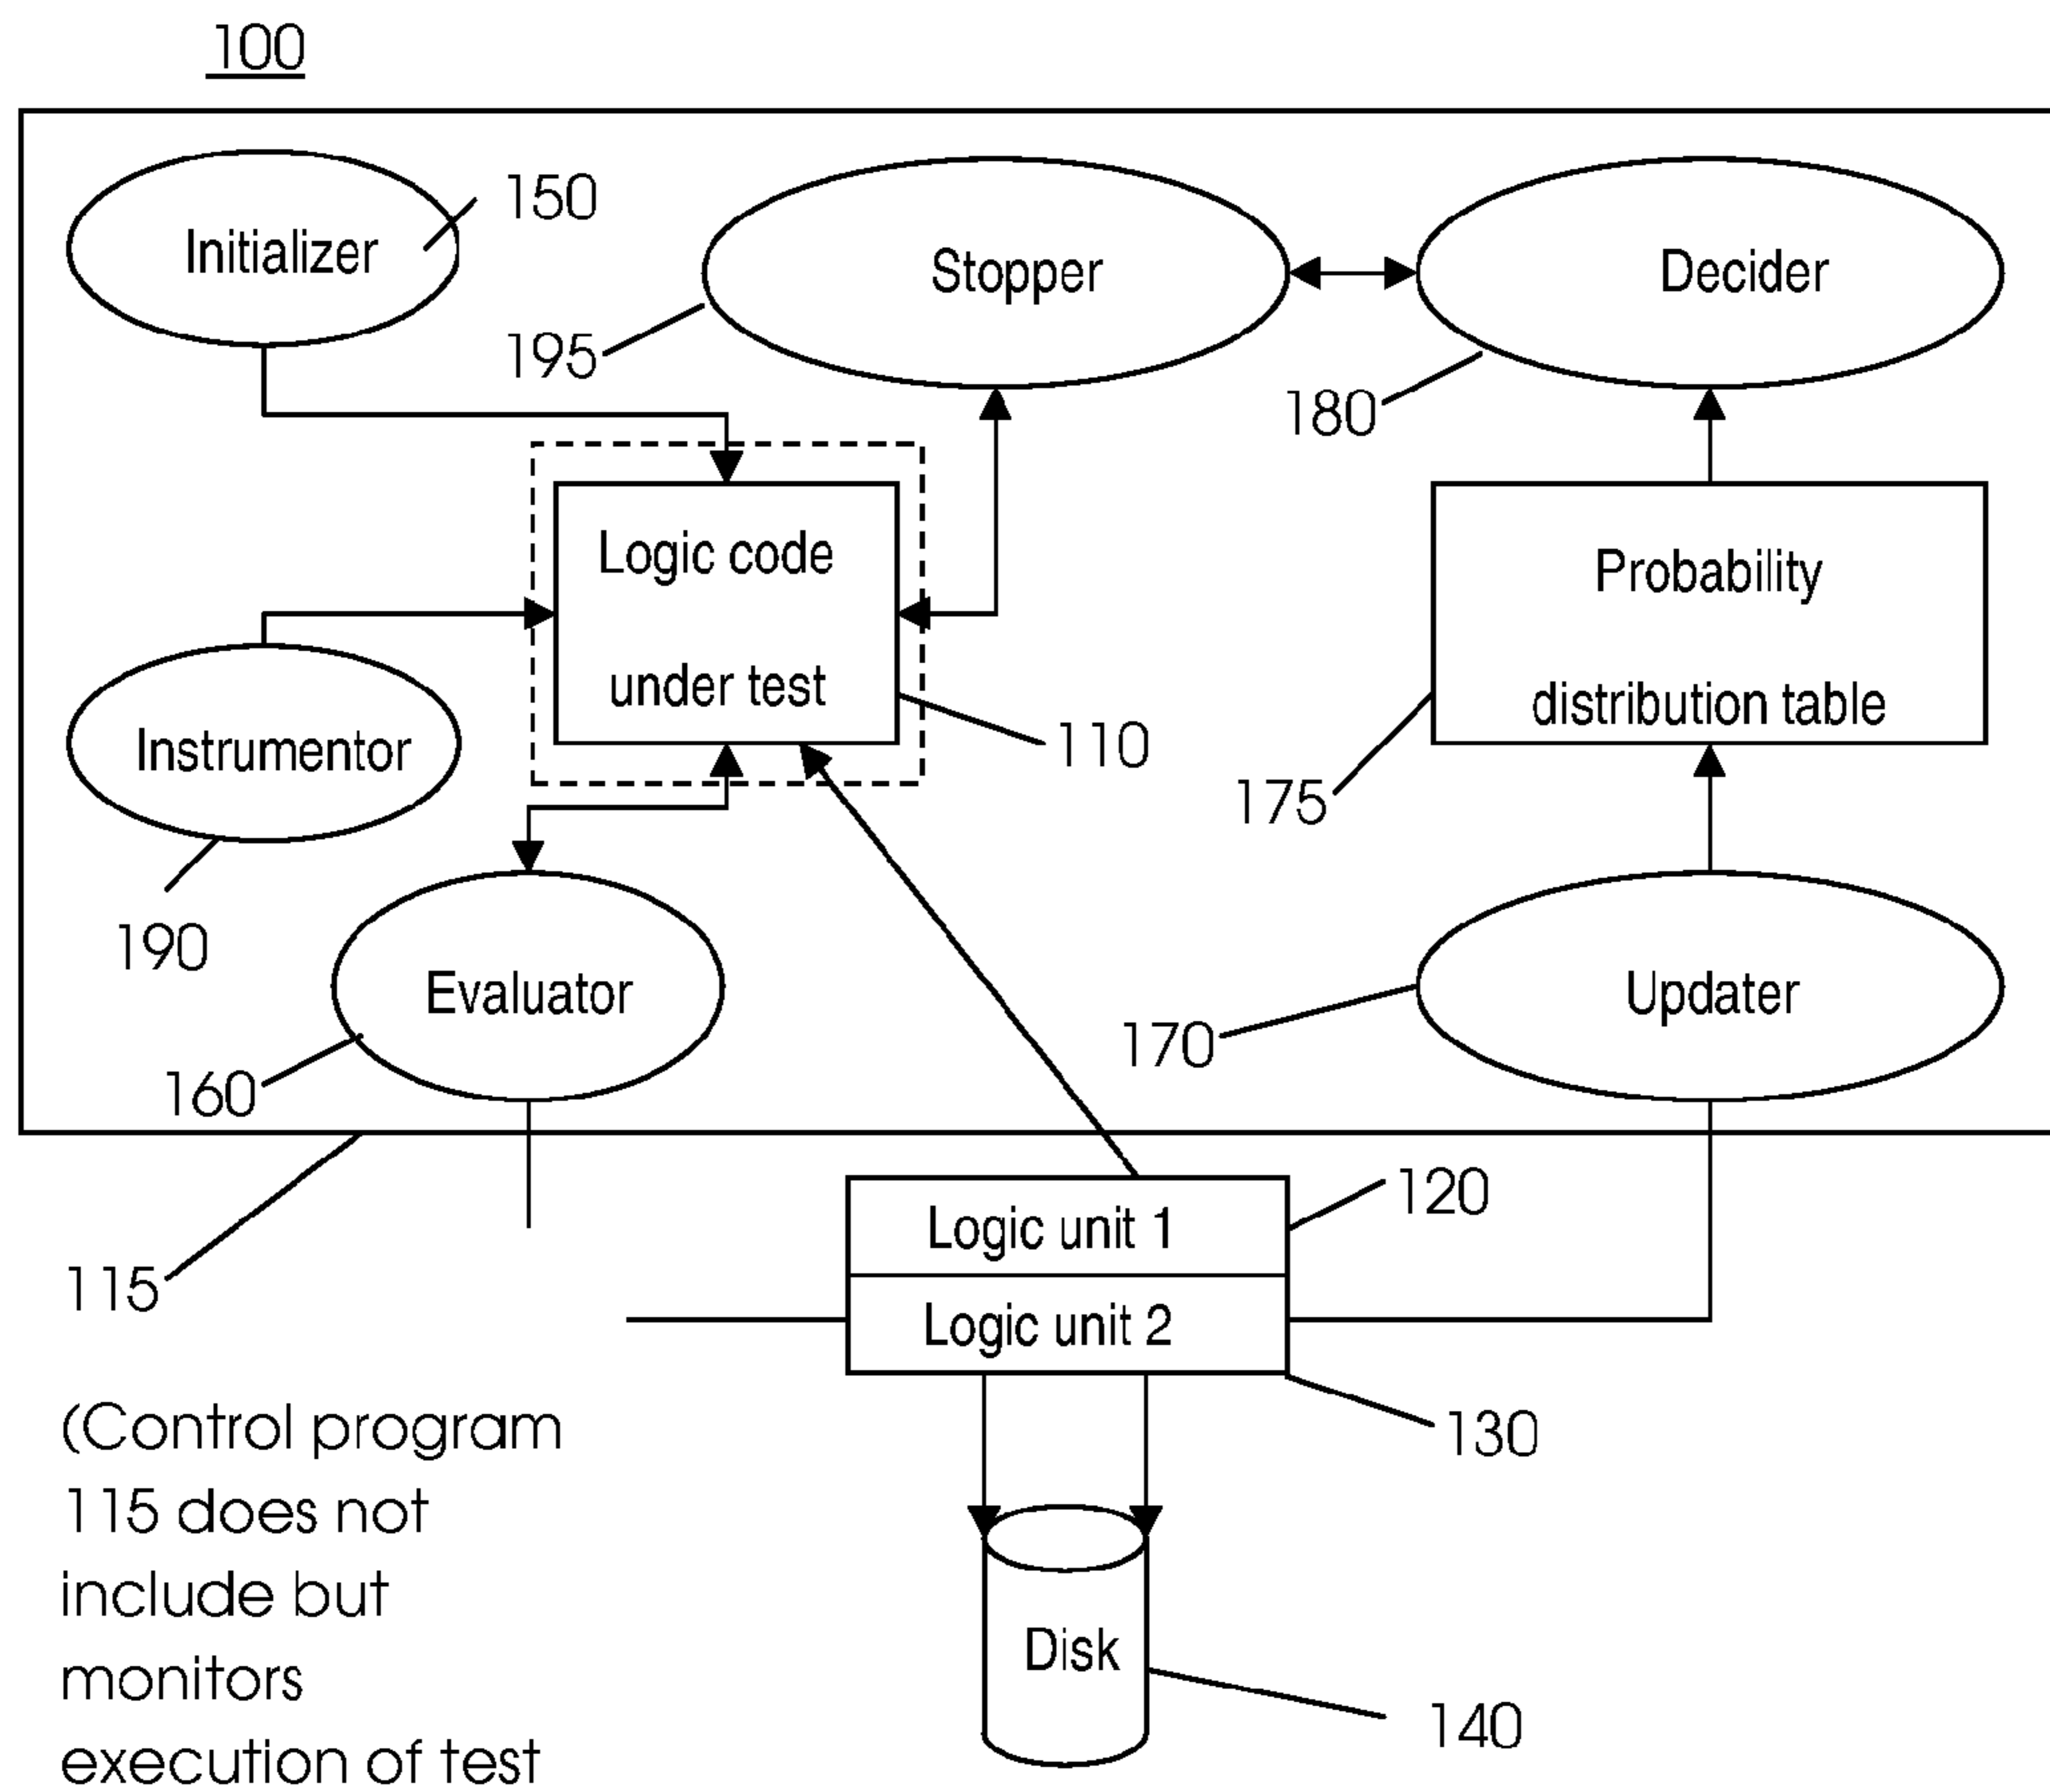 100
Initializer
150
Stopper
Decider
195
180
Logic code
under test
Probability
distribution table
Instrumentor
110
175
190
Evaluator
Updater
170
160
120
Logic unit 1
115
Logic unit 2
130
(Control program
115 does not
include but
monitors
execution of test
Disk
140